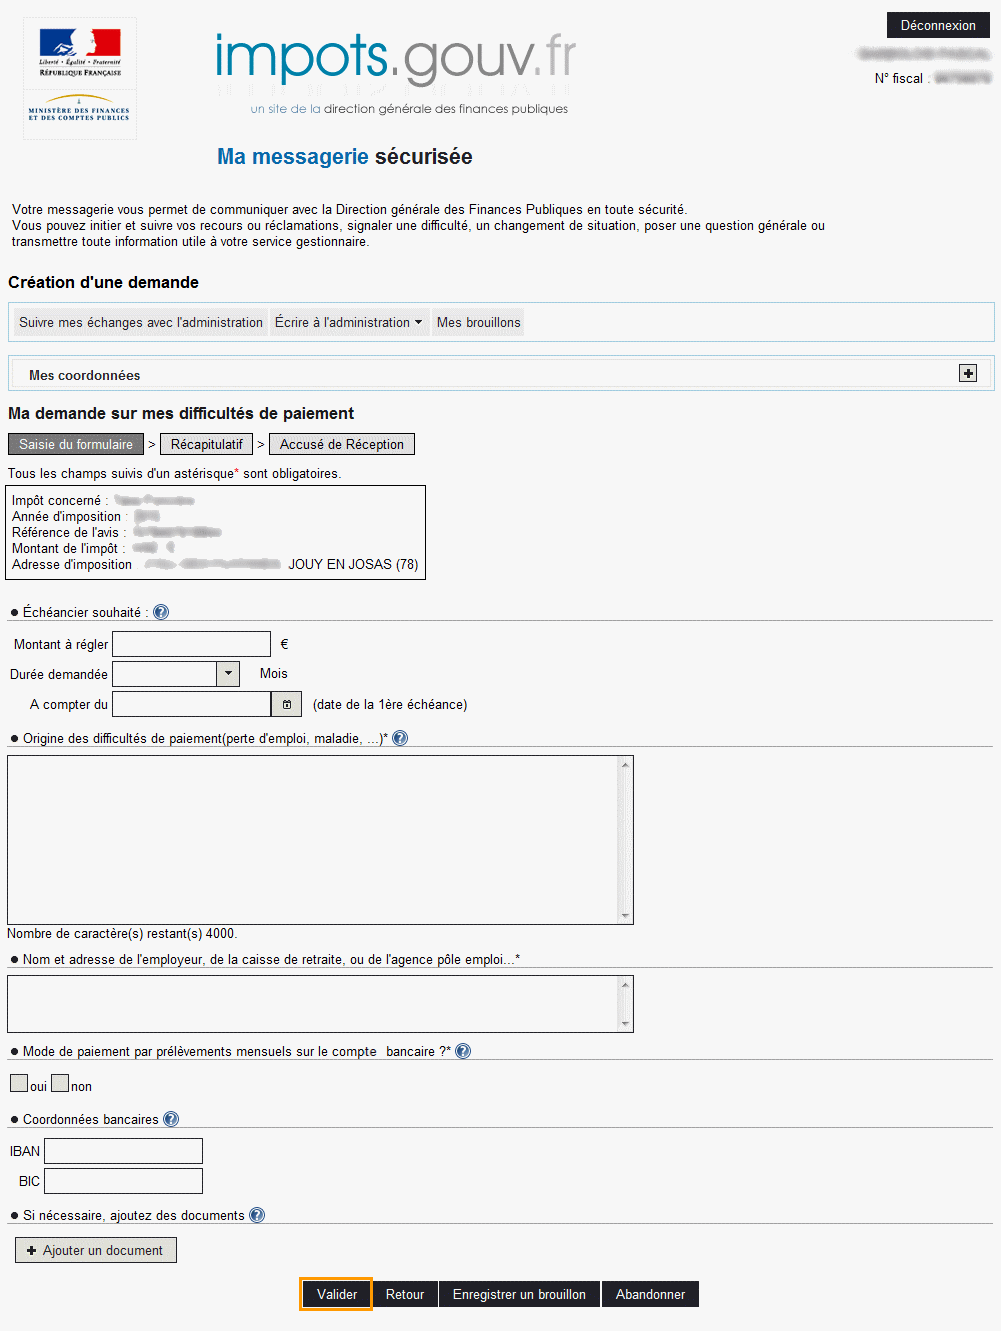 Déconnexion
Liberté • Égalité • Fraternité
RÉPUBLIQUE FRANÇAISE
MINISTÈRE DES FINANCES
ET DES COMPTES PUBLICS
impots.gouv.fr
un site de la direction générale des finances publiques
N° fiscal :
Ma messagerie sécurisée
Votre messagerie vous permet de communiquer avec la Direction générale des Finances Publiques en toute sécurité.
Vous pouvez initier et suivre vos recours ou réclamations, signaler une difficulté, un changement de situation, poser une question générale ou
transmettre toute information utile à votre service gestionnaire.
Création d'une demande
Suivre mes échanges avec l'administration Écrire à l'administration Mes brouillons
Mes coordonnées
Ma demande sur mes difficultés de paiement
Saisie du formulaire > Récapitulatif > Accusé de Réception
Tous les champs suivis d'un astérisque* sont obligatoires.
Impôt concerné :
Année d'imposition :
Référence de l'avis :
Montant de l'impôt :
Adresse d'imposition JOUY EN JOSAS (78)
• Échéancier souhaité : ?
Montant à régler €
Durée demandée Mois
A compter du (date de la 1ère échéance)
• Origine des difficultés de paiement(perte d'emploi, maladie, ...)* ?
Nombre de caractère(s) restant(s) 4000.
• Nom et adresse de l'employeur, de la caisse de retraite, ou de l'agence pôle emploi...*
• Mode de paiement par prélèvements mensuels sur le compte bancaire ?* ?
oui non
• Coordonnées bancaires ?
IBAN
BIC
• Si nécessaire, ajoutez des documents ?
+ Ajouter un document
Valider Retour Enregistrer un brouillon Abandonner